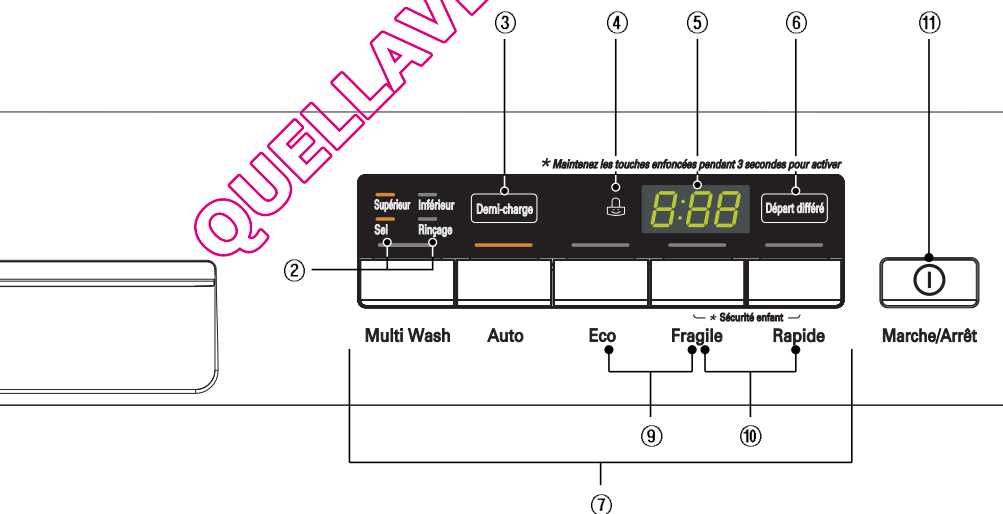 ③ ④ ⑤ ⑥ ⑪
QUELLAVE
* Maintenez les touches enfoncées pendant 3 secondes pour activer
Supérieur Inférieur
Demi-charge
8:88
Départ différé
Sel Rinçage
②
* Sécurité enfant
Multi Wash Auto Eco Fragile Rapide Marche/Arrêt
⑨ ⑩
⑦